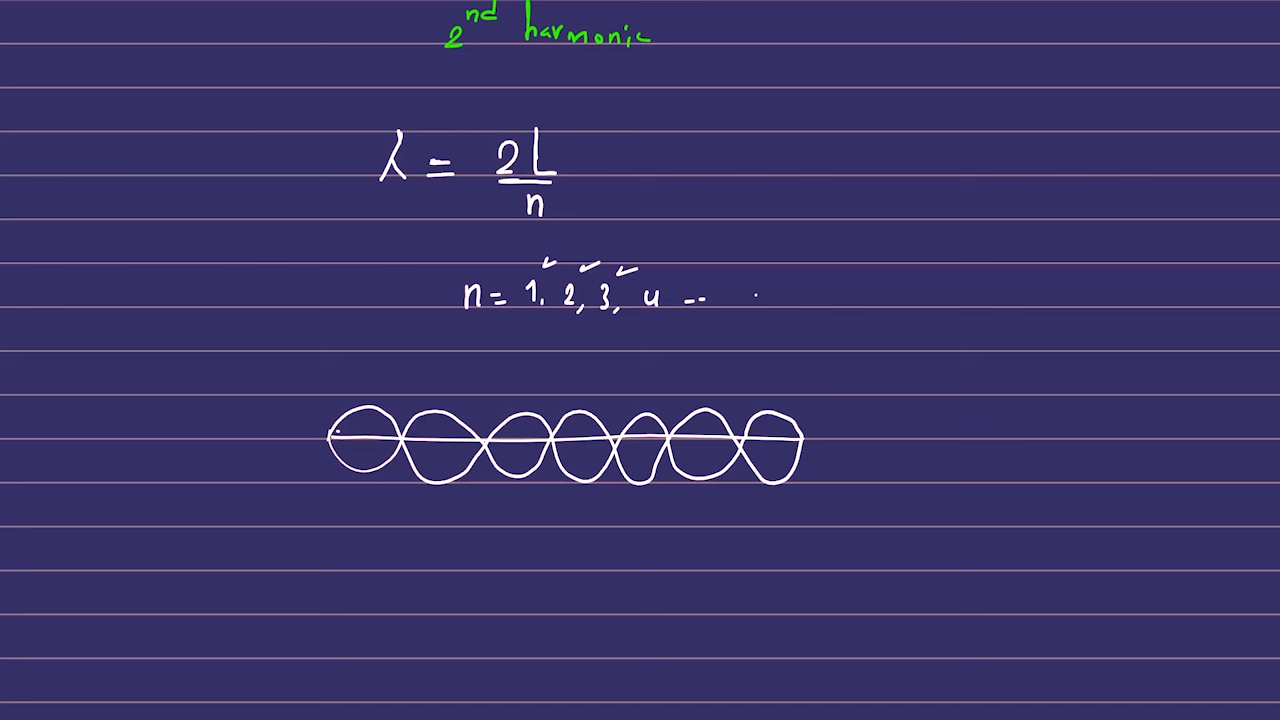 2nd harmonic
λ = 2L
n
n = 1, 2, 3, 4 -- .